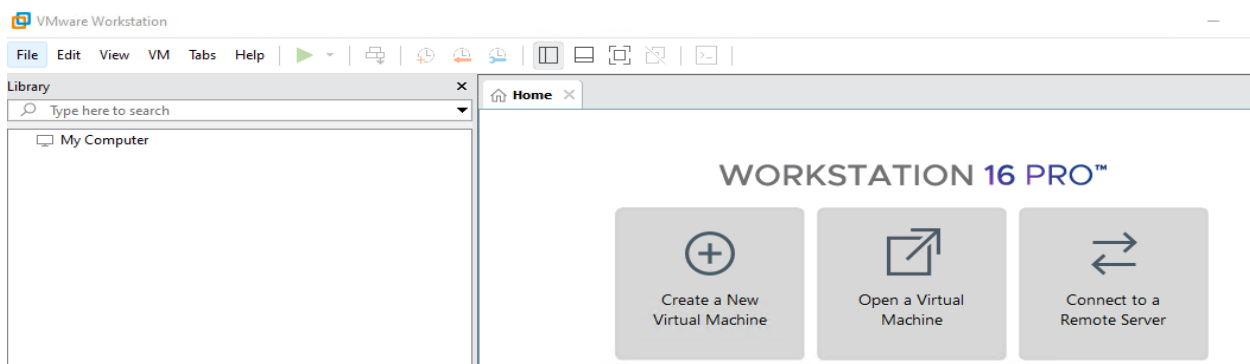 VMware Workstation
File Edit View VM Tabs Help
Library
Home
Type here to search
My Computer
WORKSTATION 16 PRO™
Create a New
Virtual Machine
Open a Virtual
Machine
Connect to a
Remote Server